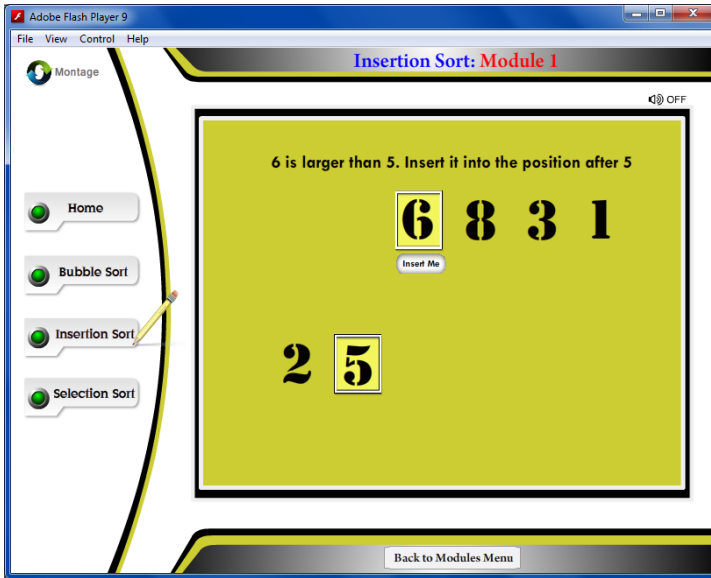 Adobe Flash Player 9
File View Control Help
Montage
Insertion Sort: Module 1
OFF
6 is larger than 5. Insert it into the position after 5
6 8 3 1
Insert Me
2 5
Home
Bubble Sort
Insertion Sort
Selection Sort
Back to Modules Menu